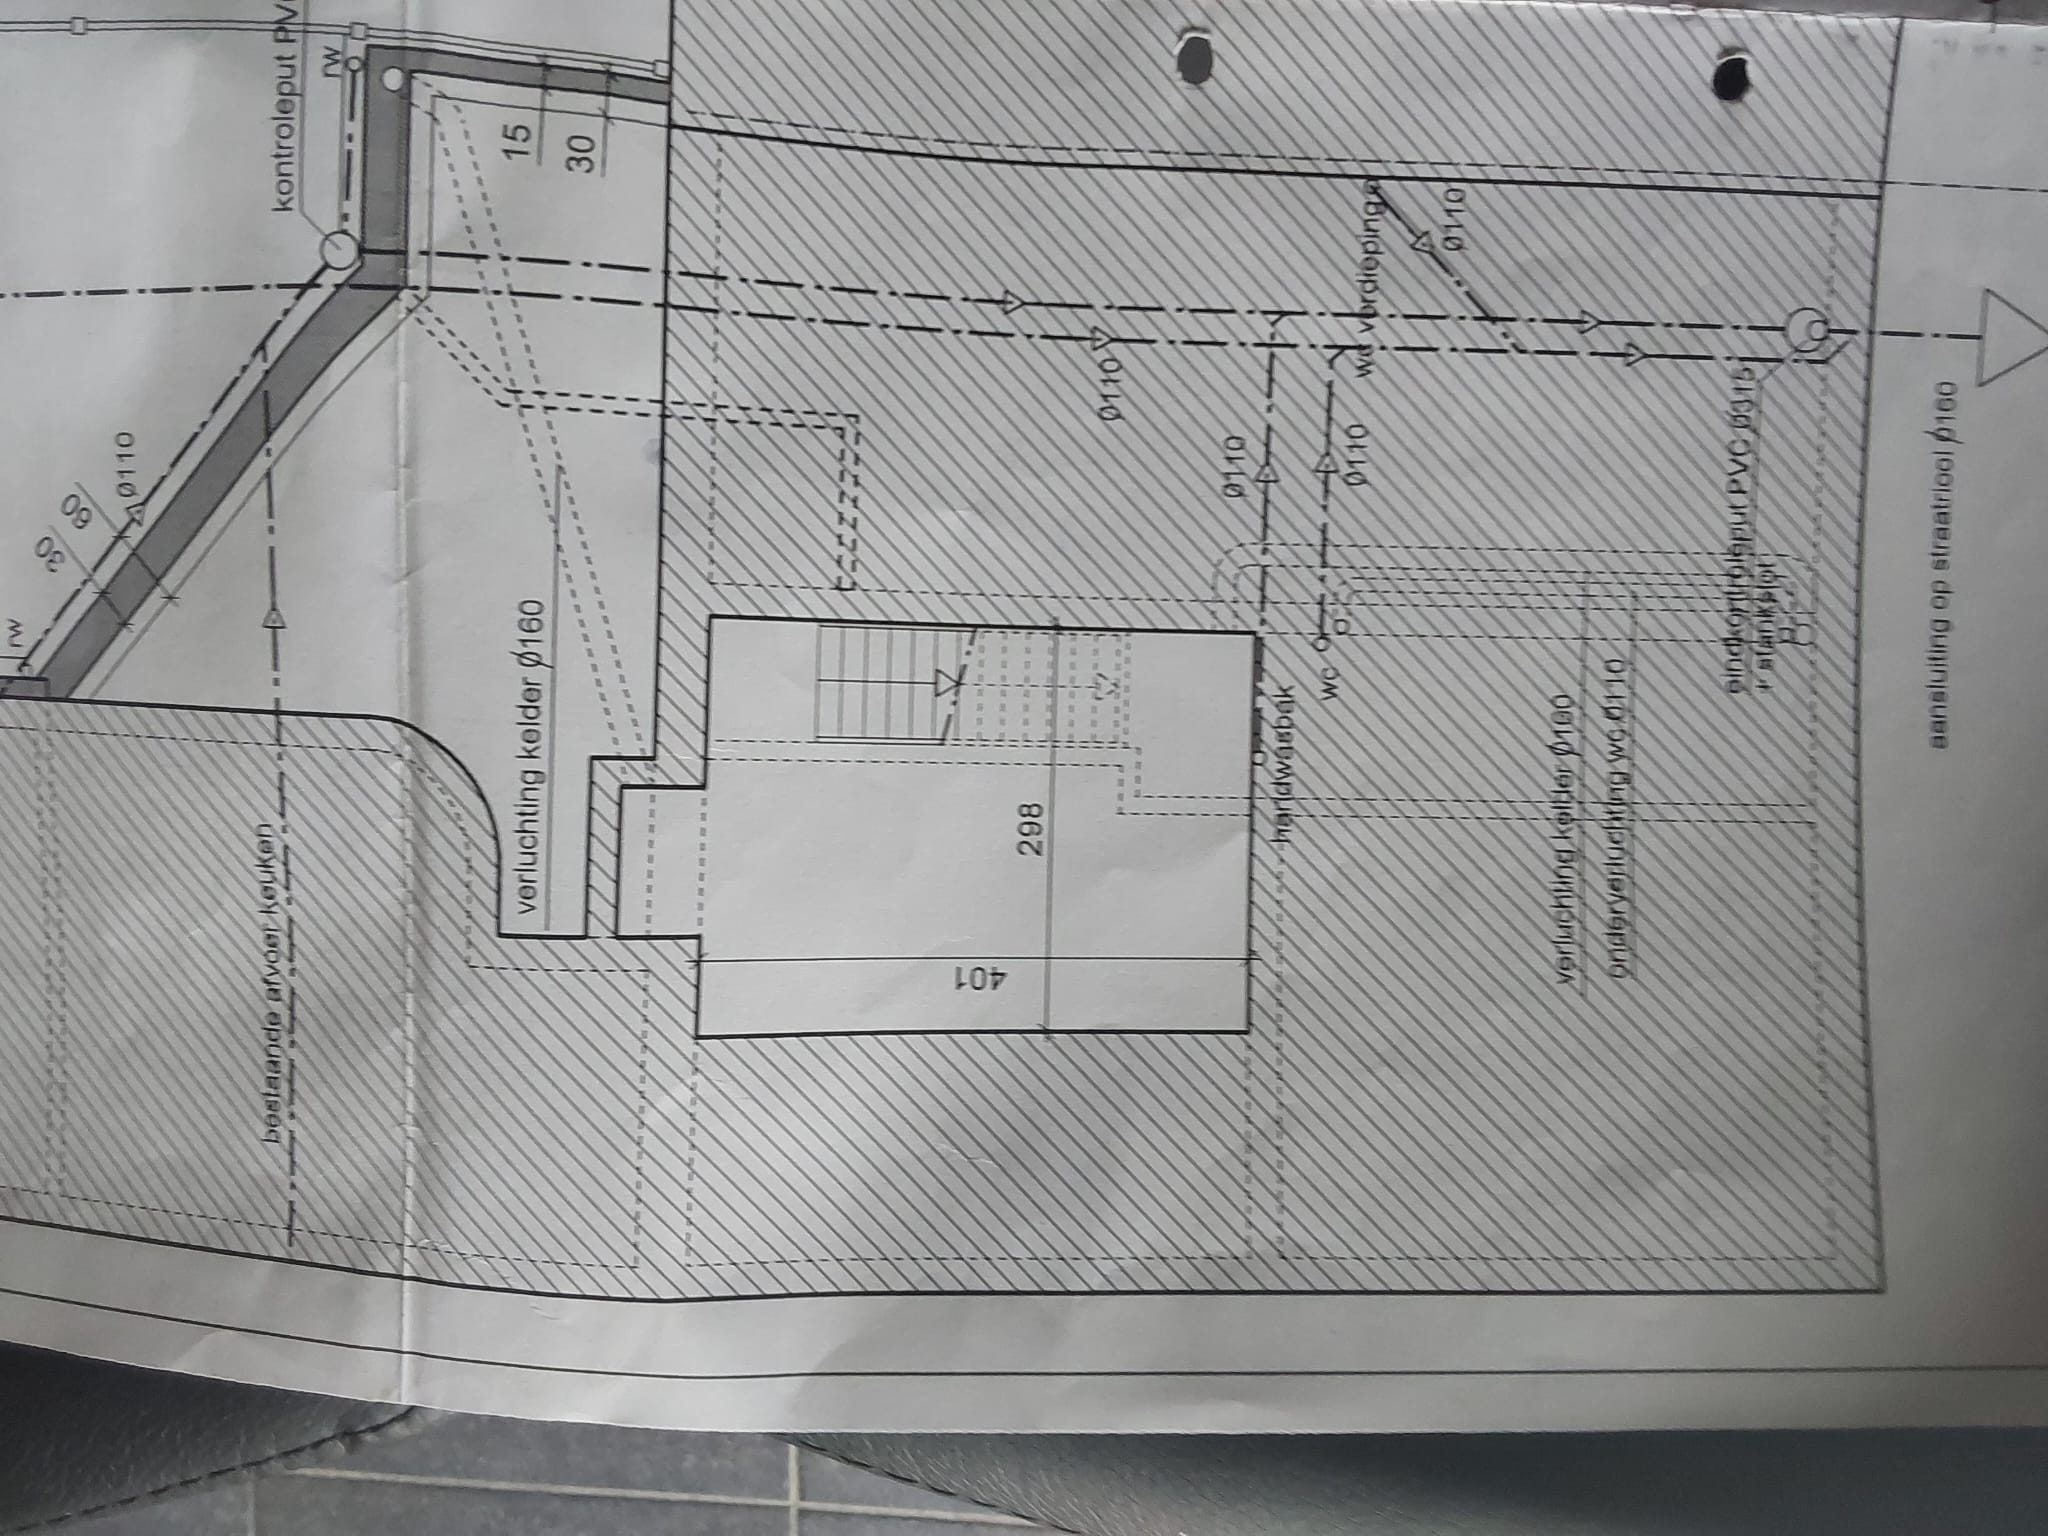 rw
30
60
Ø110
bestaande afvoer keuken
kontroleput PV
rw
verluchting kelder Ø160
15
30
401
298
Ø110
Ø110
handwasbak
wc
Ø110
wc verdieping
Ø110
verluchting kelder Ø160
onderverluchting wc Ø110
eindkontroleput PVC Ø315
+ stankslot
aansluiting op straatriool Ø160